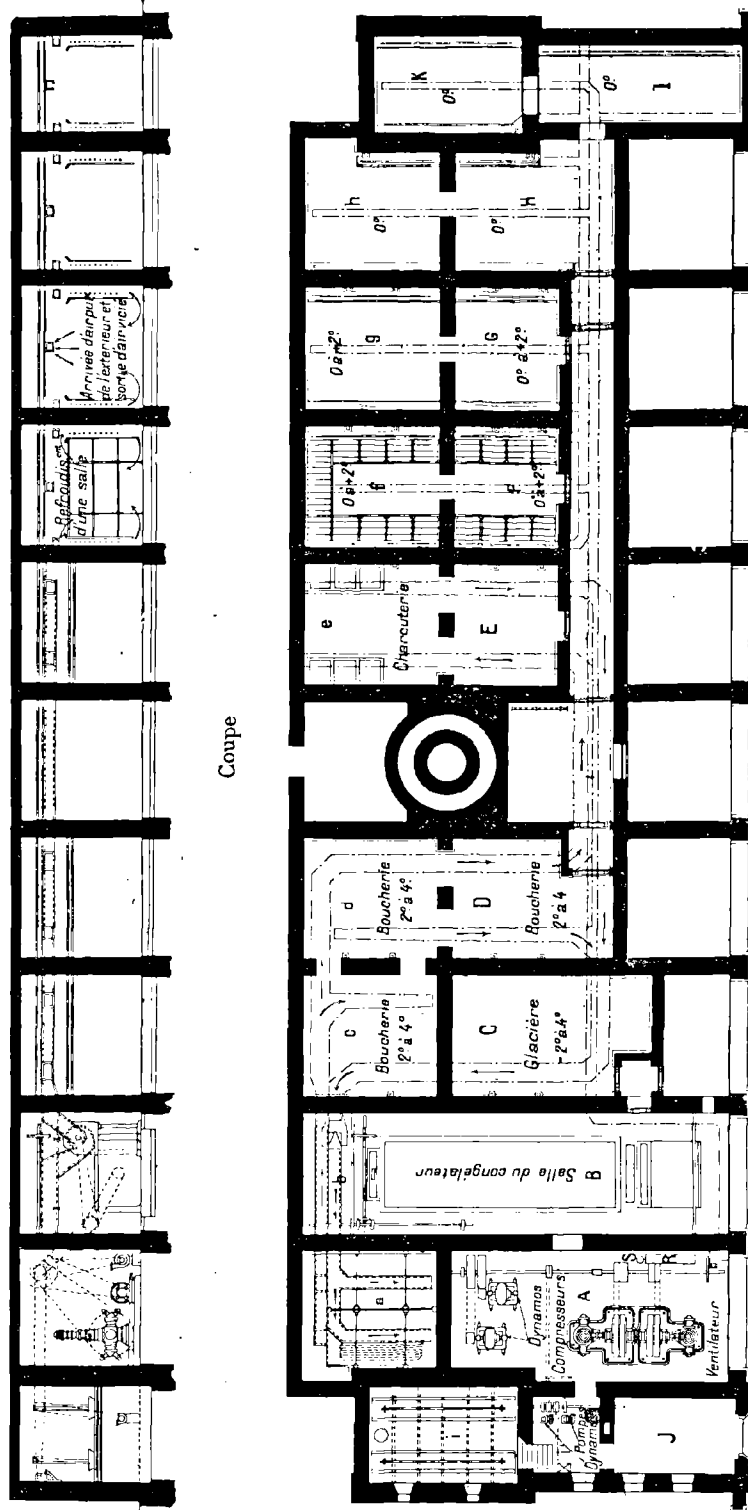 Refroidis.ent
d'une salle
Arrivée d'air pur
de l'extérieur et
sortie d'air vicié
Coupe
J
Pompes
Dynamo
i
a
Dynamos
Compresseurs
A
S
R
Ventilateur
b
Salle du congélateur
B
c
Boucherie
2° à 4°
C
Glacière
-2° à 4°
d
Boucherie
2° à 4°
D
Boucherie
2° à 4
e
Charcuterie
E
0 à +2°
f
F
0° à +2°
0 à +2°
g
G
0° à +2°
h
0°
H
0°
K
0°
0°
l